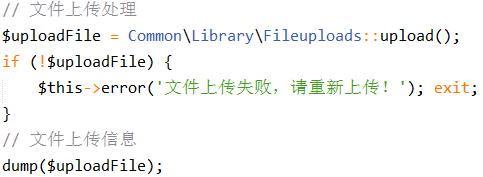 // 文件上传处理
$uploadFile = Common\Library\Fileuploads::upload();
if (!$uploadFile) {
    $this->error('文件上传失败，请重新上传！'); exit;
}
// 文件上传信息
dump($uploadFile);